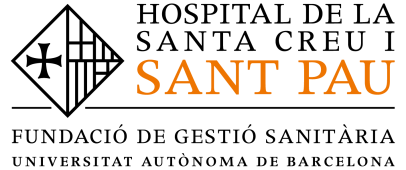 HOSPITAL DE LA
SANTA CREU I
SANT PAU
FUNDACIÓ DE GESTIÓ SANITÀRIA
UNIVERSITAT AUTÒNOMA DE BARCELONA